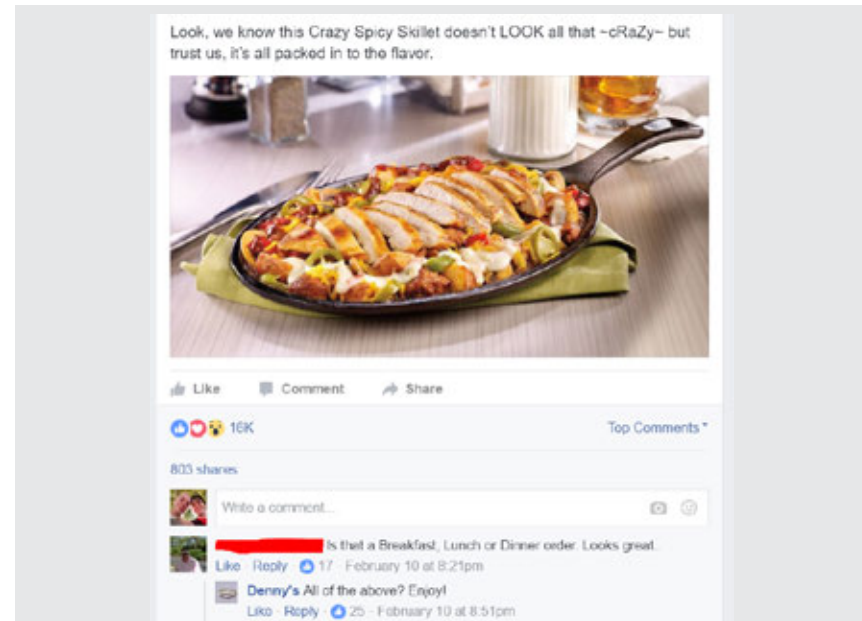 Look, we know this Crazy Spicy Skillet doesn't LOOK all that ~cRaZy~ but
trust us, it's all packed in to the flavor.
Like Comment Share
16K Top Comments
803 shares
Write a comment...
Is that a Breakfast, Lunch or Dinner order. Looks great.
Like · Reply · 17 · February 10 at 8:21pm
Denny's All of the above? Enjoy!
Like · Reply · 25 · February 10 at 8:51pm